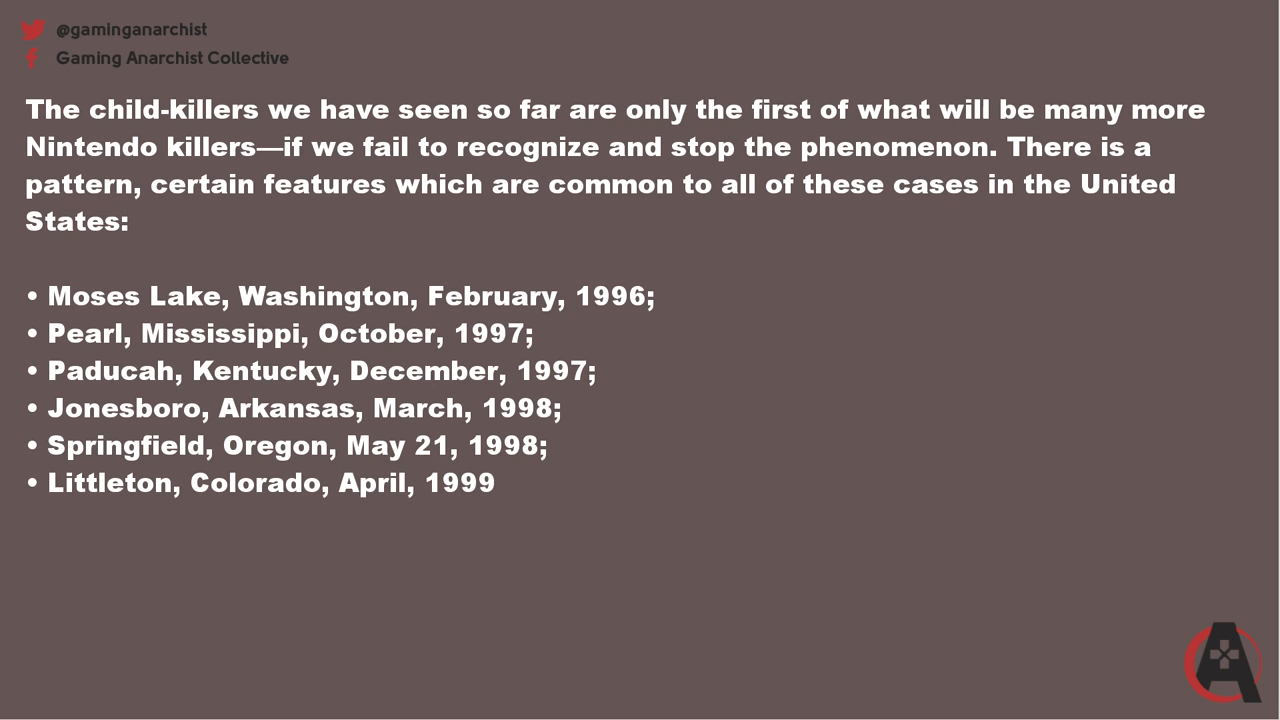 @gaminganarchist
Gaming Anarchist Collective
The child-killers we have seen so far are only the first of what will be many more
Nintendo killers—if we fail to recognize and stop the phenomenon. There is a
pattern, certain features which are common to all of these cases in the United
States:
• Moses Lake, Washington, February, 1996;
• Pearl, Mississippi, October, 1997;
• Paducah, Kentucky, December, 1997;
• Jonesboro, Arkansas, March, 1998;
• Springfield, Oregon, May 21, 1998;
• Littleton, Colorado, April, 1999